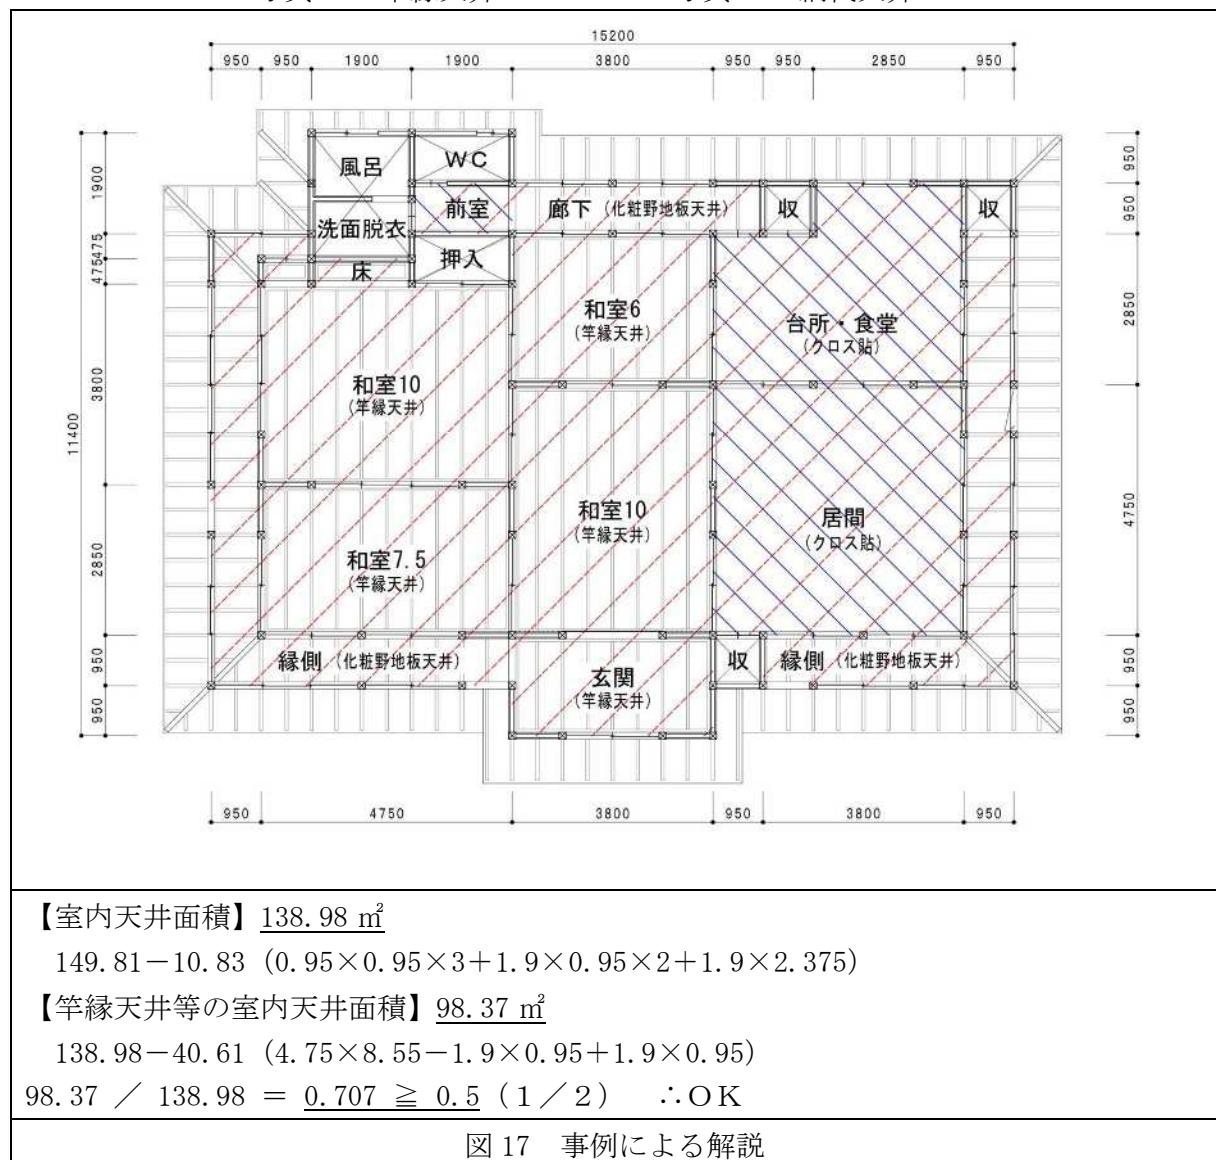 15200
950 950 1900 1900 3800 950 950 2850 950
1900
475
475
3800
11400
2850
950
950
950
950
2850
4750
950
950
風呂
WC
前室
廊下（化粧野地板天井）
収
収
洗面脱衣
押入
床
和室6
（竿縁天井）
台所・食堂
（クロス貼）
和室10
（竿縁天井）
和室10
（竿縁天井）
居間
（クロス貼）
和室7.5
（竿縁天井）
縁側（化粧野地板天井）
玄関
（竿縁天井）
収
縁側（化粧野地板天井）
950 4750 3800 950 3800 950
【室内天井面積】138.98 ㎡
149.81－10.83（0.95×0.95×3＋1.9×0.95×2＋1.9×2.375）
【竿縁天井等の室内天井面積】98.37 ㎡
138.98－40.61（4.75×8.55－1.9×0.95＋1.9×0.95）
98.37 ／ 138.98 ＝ 0.707 ≧ 0.5（１／２） ∴ＯＫ
図 17　事例による解説